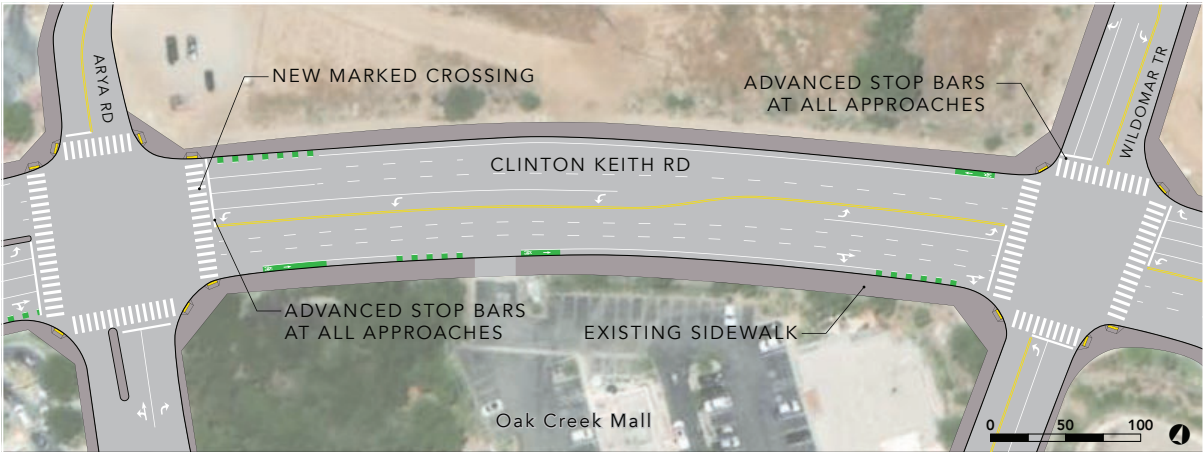 ARYA RD
NEW MARKED CROSSING
ADVANCED STOP BARS
AT ALL APPROACHES
WILDOMAR TR
CLINTON KEITH RD
ADVANCED STOP BARS
AT ALL APPROACHES
EXISTING SIDEWALK
Oak Creek Mall
0 50 100